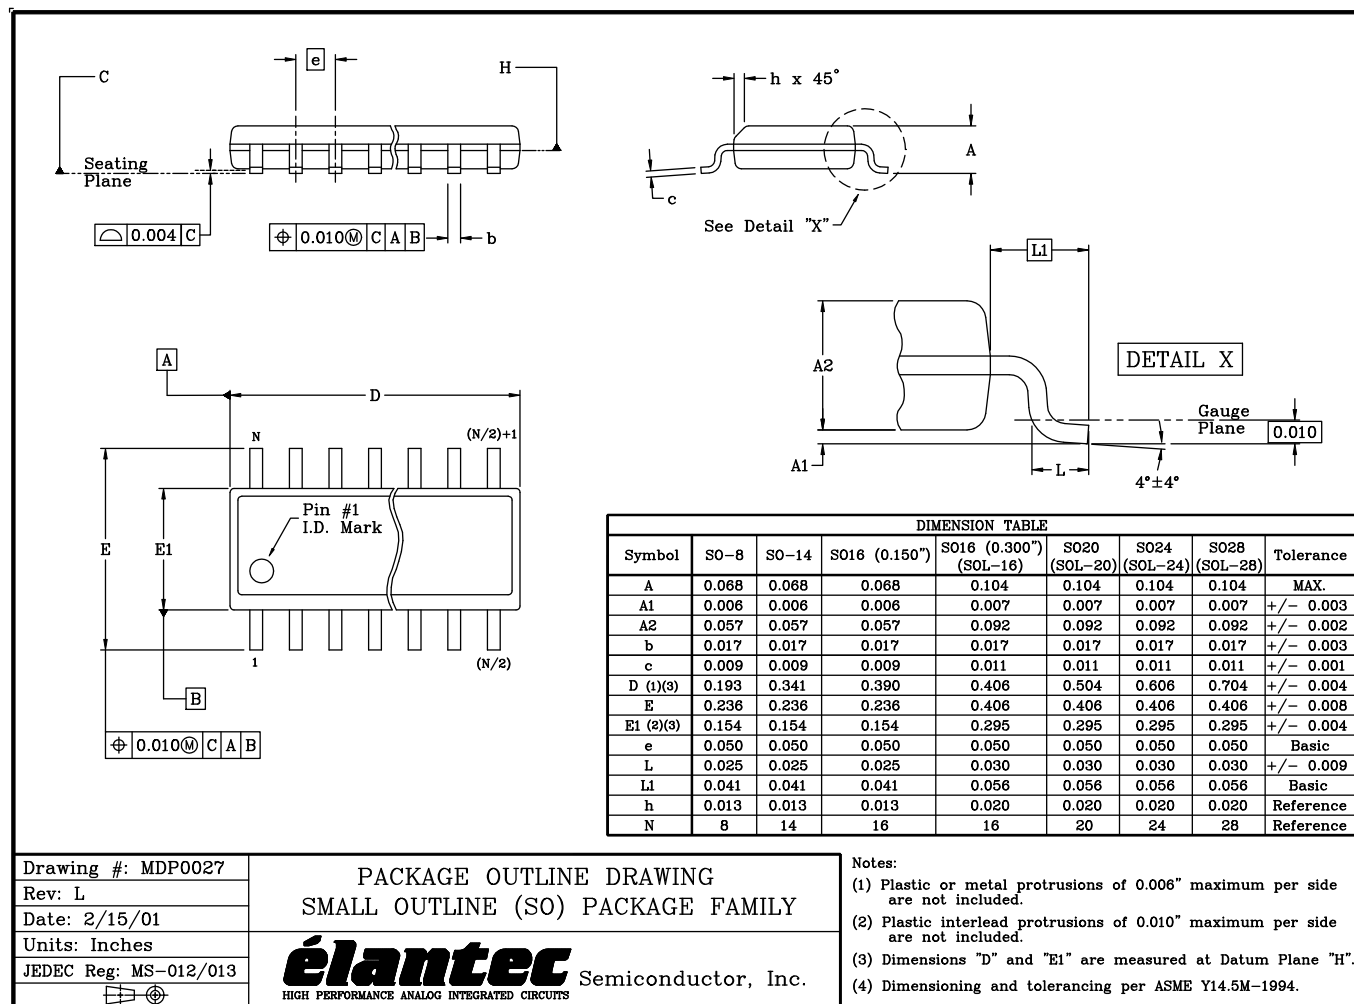 e
C
H
Seating
Plane
0.004 C
0.010Ⓜ C A B
b
h x 45°
A
c
See Detail "X"
L1
A2
DETAIL X
Gauge
Plane
0.010
A1
L
4°±4°
A
D
N
(N/2)+1
Pin #1
I.D. Mark
E
E1
1
(N/2)
B
0.010Ⓜ C A B
DIMENSION TABLE
Symbol SO-8 SO-14 SO16 (0.150") SO16 (0.300") (SOL-16) SO20 (SOL-20) SO24 (SOL-24) SO28 (SOL-28) Tolerance
A 0.068 0.068 0.068 0.104 0.104 0.104 0.104 MAX.
A1 0.006 0.006 0.006 0.007 0.007 0.007 0.007 +/- 0.003
A2 0.057 0.057 0.057 0.092 0.092 0.092 0.092 +/- 0.002
b 0.017 0.017 0.017 0.017 0.017 0.017 0.017 +/- 0.003
c 0.009 0.009 0.009 0.011 0.011 0.011 0.011 +/- 0.001
D (1)(3) 0.193 0.341 0.390 0.406 0.504 0.606 0.704 +/- 0.004
E 0.236 0.236 0.236 0.406 0.406 0.406 0.406 +/- 0.008
E1 (2)(3) 0.154 0.154 0.154 0.295 0.295 0.295 0.295 +/- 0.004
e 0.050 0.050 0.050 0.050 0.050 0.050 0.050 Basic
L 0.025 0.025 0.025 0.030 0.030 0.030 0.030 +/- 0.009
L1 0.041 0.041 0.041 0.056 0.056 0.056 0.056 Basic
h 0.013 0.013 0.013 0.020 0.020 0.020 0.020 Reference
N 8 14 16 16 20 24 28 Reference
Drawing #: MDP0027
Rev: L
Date: 2/15/01
Units: Inches
JEDEC Reg: MS-012/013
PACKAGE OUTLINE DRAWING
SMALL OUTLINE (SO) PACKAGE FAMILY
élantec Semiconductor, Inc.
HIGH PERFORMANCE ANALOG INTEGRATED CIRCUITS
Notes:
(1) Plastic or metal protrusions of 0.006" maximum per side
are not included.
(2) Plastic interlead protrusions of 0.010" maximum per side
are not included.
(3) Dimensions "D" and "E1" are measured at Datum Plane "H".
(4) Dimensioning and tolerancing per ASME Y14.5M-1994.